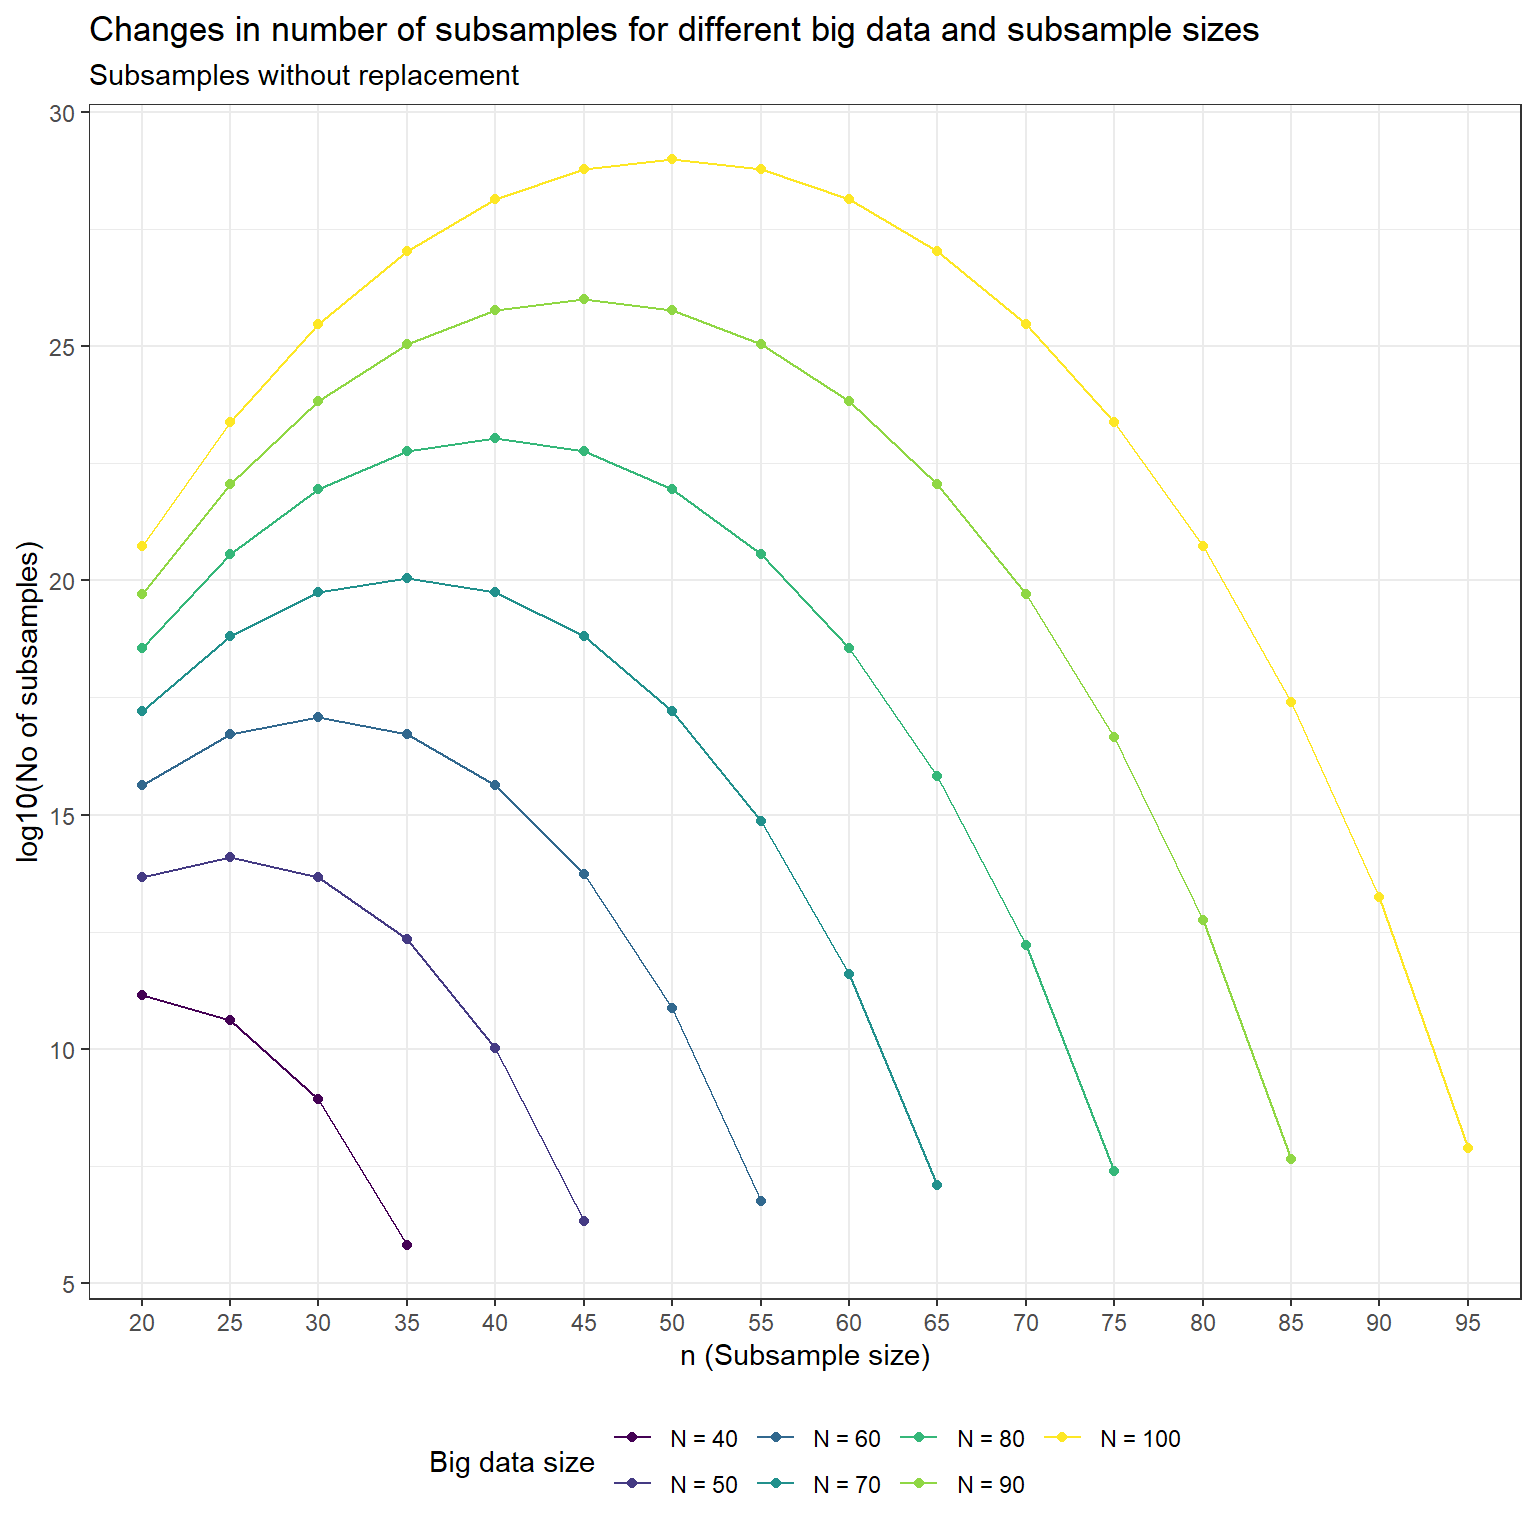 Changes in number of subsamples for different big data and subsample sizes
Subsamples without replacement
log10(No of subsamples)
30
25
20
15
10
5
20 25 30 35 40 45 50 55 60 65 70 75 80 85 90 95
n (Subsample size)
Big data size
N = 40 N = 60 N = 80 N = 100
N = 50 N = 70 N = 90